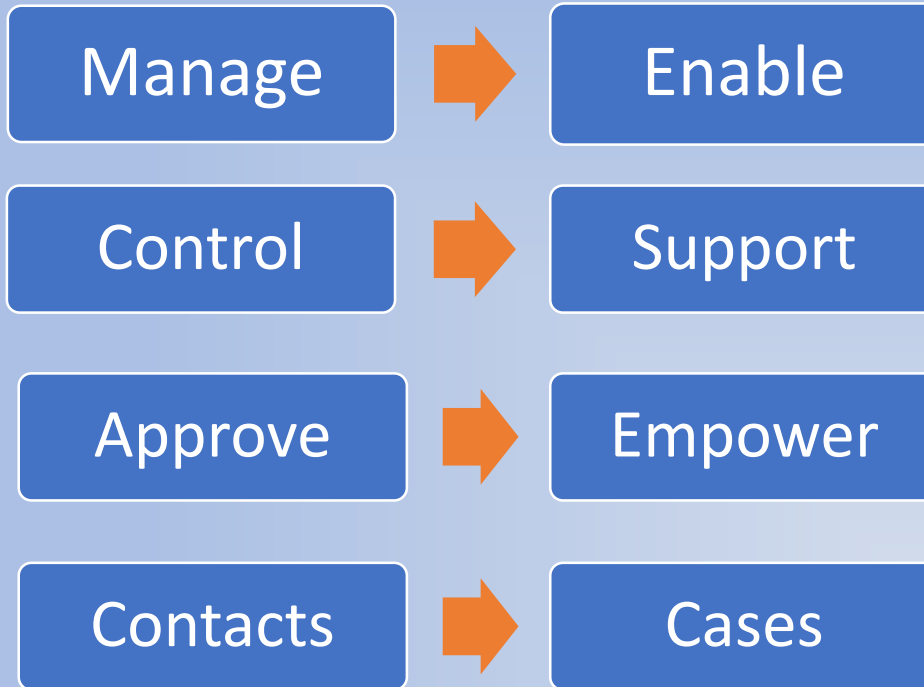 Manage
Enable
Control
Support
Approve
Empower
Contacts
Cases